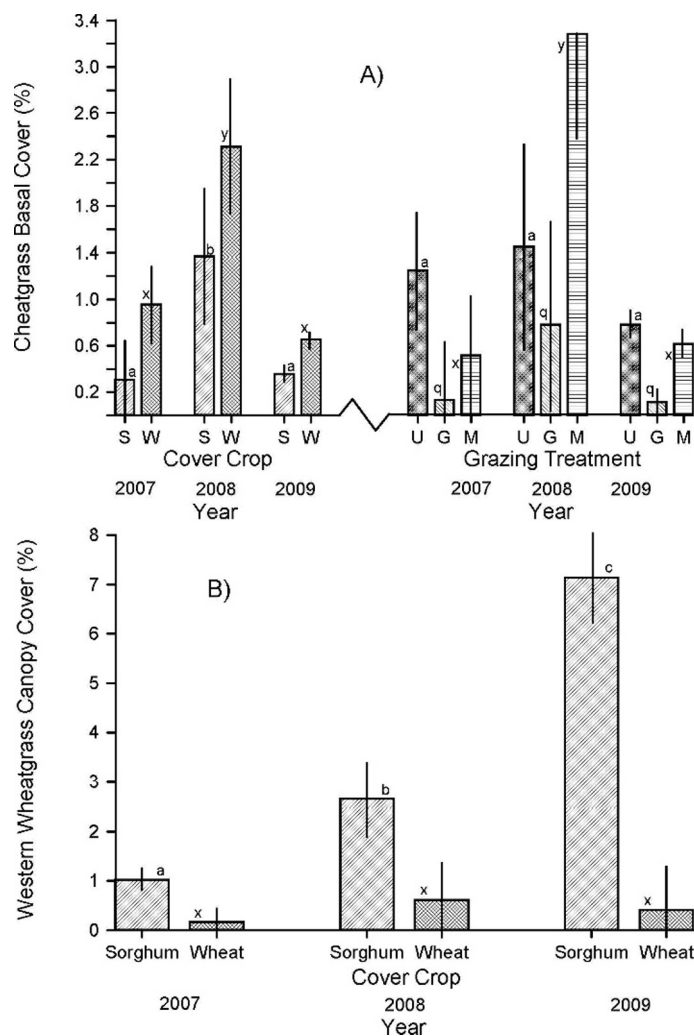 Cheatgrass Basal Cover (%)
3.4
3.0
2.6
2.2
1.8
1.4
1.0
0.6
0.2
A)
a x b y a x
a q x a q y a q x
S W S W S W U G M U G M U G M
Cover Crop Grazing Treatment
2007 2008 2009 2007 2008 2009
Year Year
Western Wheatgrass Canopy Cover (%)
8
7
6
5
4
3
2
1
0
B)
a x b x c x
Sorghum Wheat Sorghum Wheat Sorghum Wheat
Cover Crop
2007 2008 2009
Year